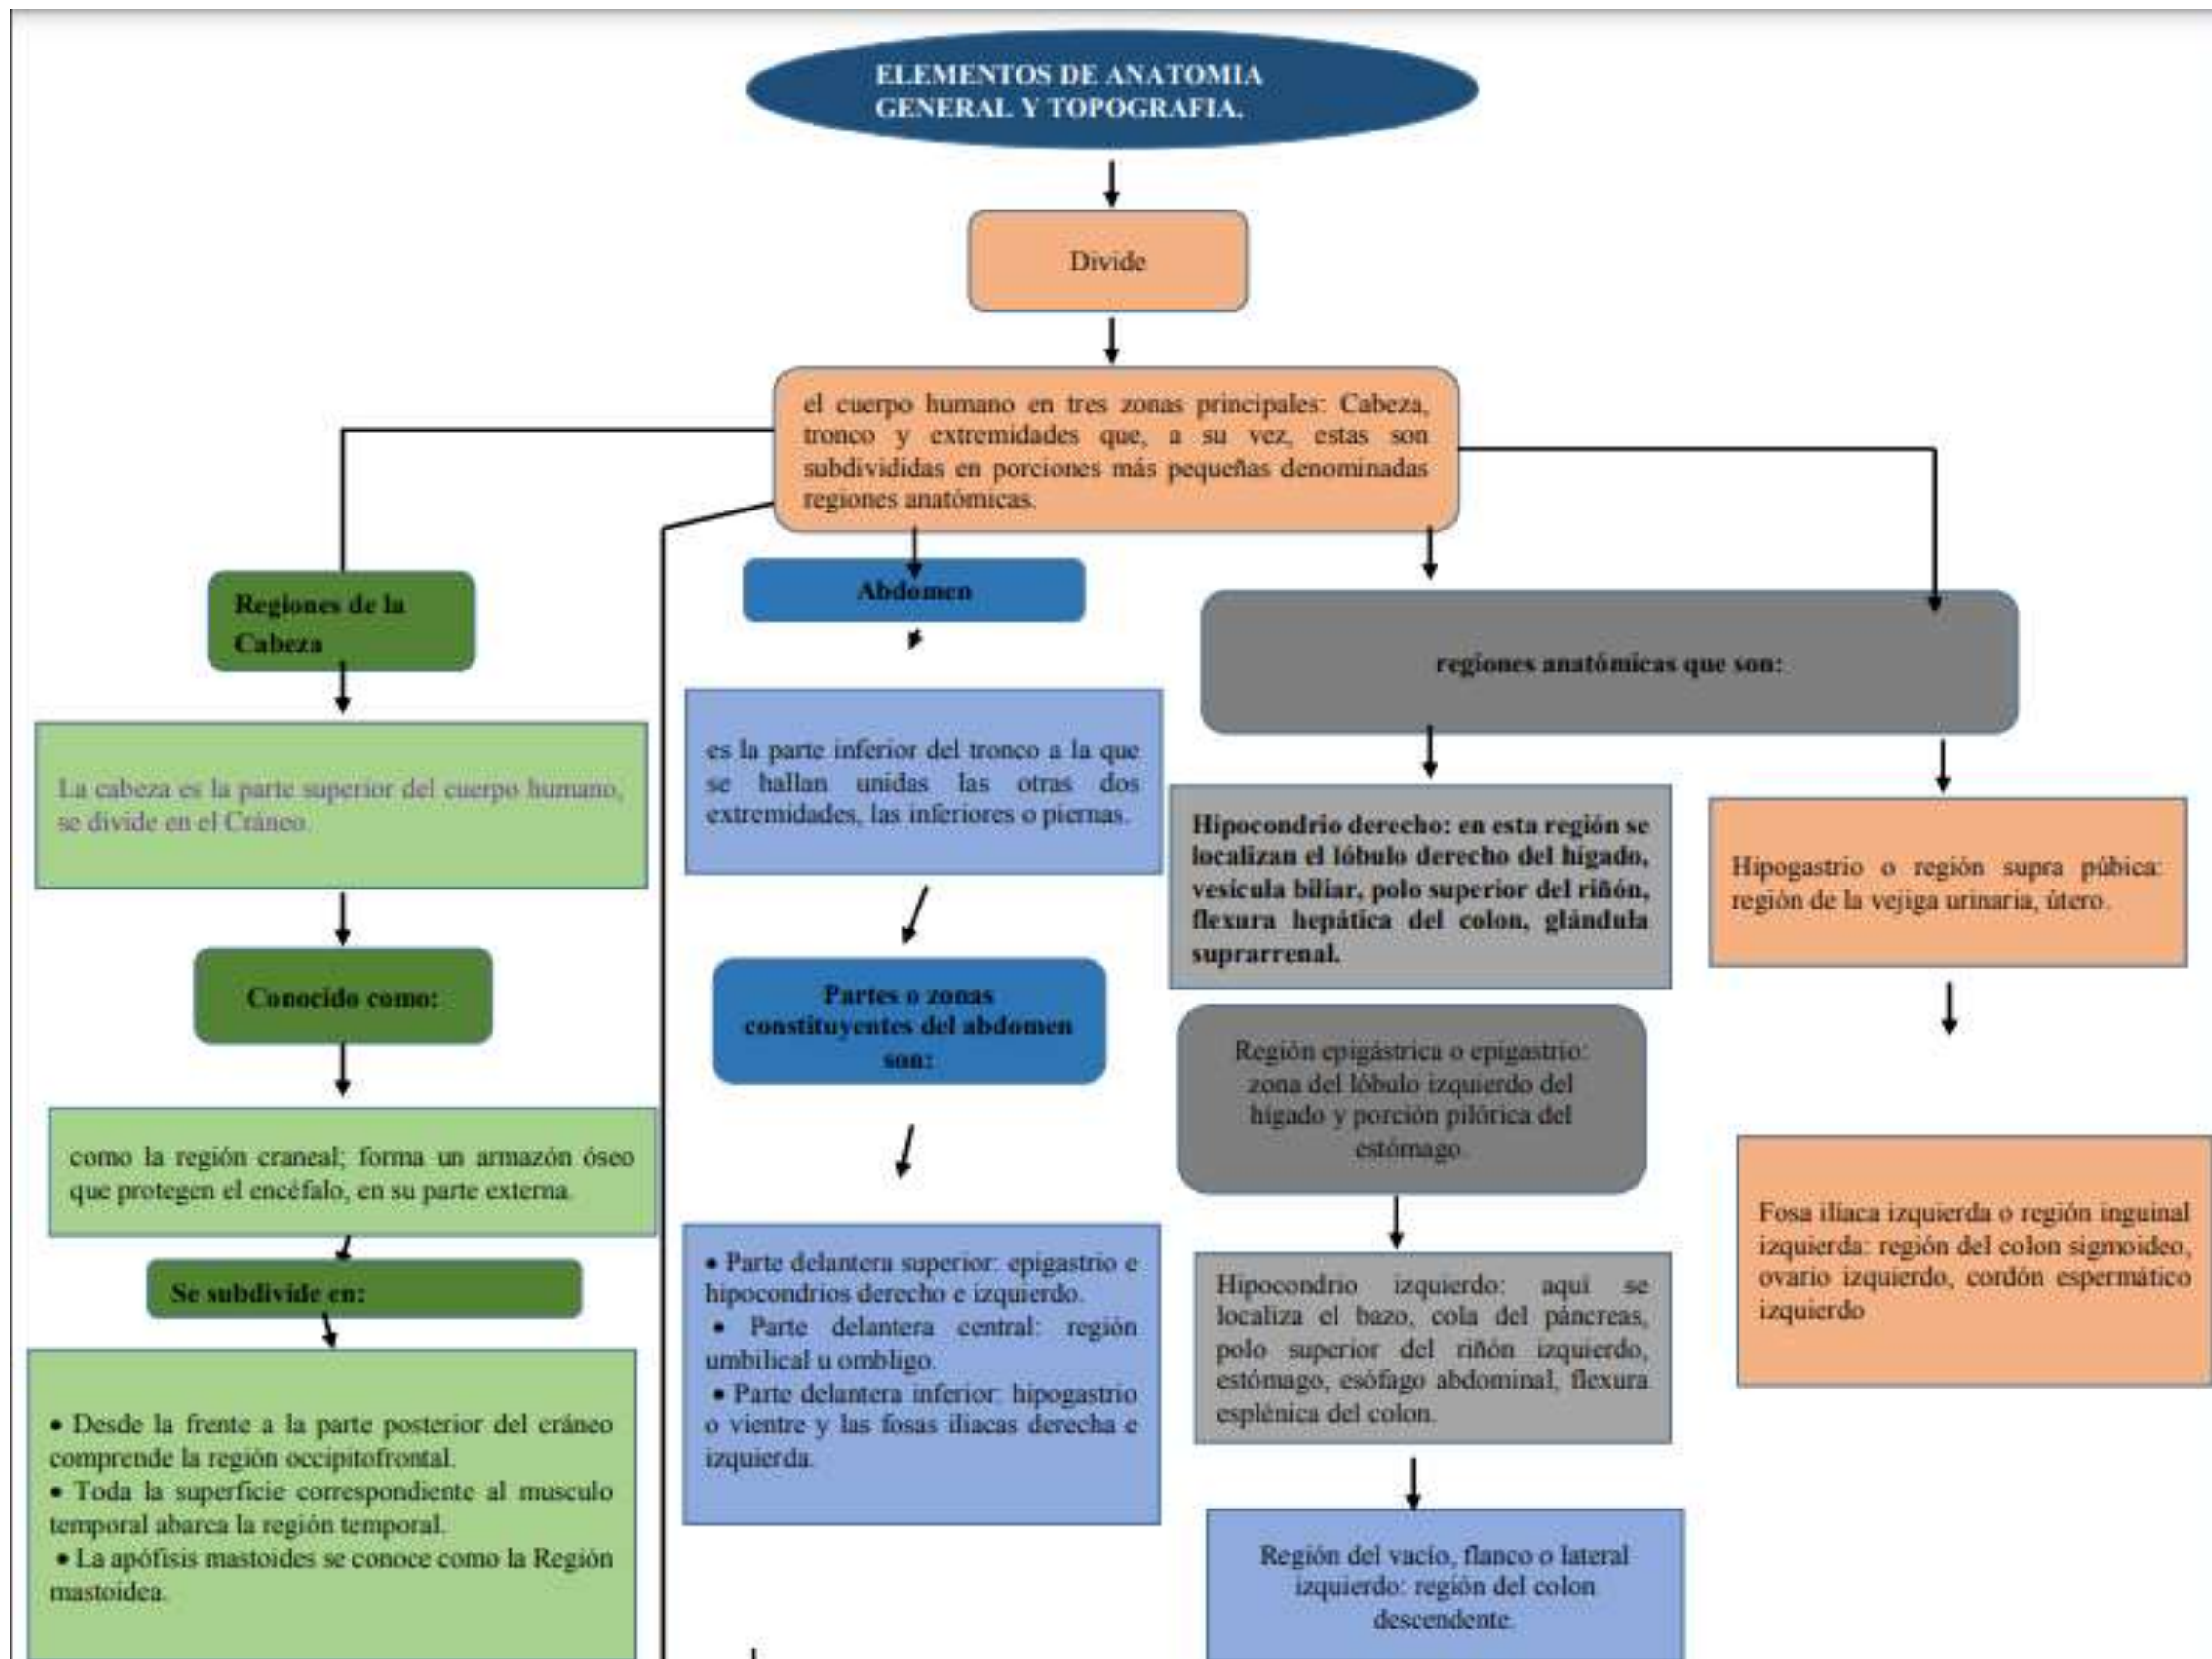 ELEMENTOS DE ANATOMIA
GENERAL Y TOPOGRAFIA.
Divide
el cuerpo humano en tres zonas principales: Cabeza,
tronco y extremidades que, a su vez, estas son
subdivididas en porciones más pequeñas denominadas
regiones anatómicas.
Regiones de la
Cabeza
La cabeza es la parte superior del cuerpo humano,
se divide en el Cráneo.
Conocido como:
como la región craneal; forma un armazón óseo
que protegen el encéfalo, en su parte externa.
Se subdivide en:
• Desde la frente a la parte posterior del cráneo
comprende la región occipitofrontal.
• Toda la superficie correspondiente al musculo
temporal abarca la región temporal.
• La apófisis mastoides se conoce como la Región
mastoidea.
Abdomen
es la parte inferior del tronco a la que
se hallan unidas las otras dos
extremidades, las inferiores o piernas.
Partes o zonas
constituyentes del abdomen
son:
• Parte delantera superior: epigastrio e
hipocondrios derecho e izquierdo.
• Parte delantera central: región
umbilical u ombligo.
• Parte delantera inferior: hipogastrio
o vientre y las fosas iliacas derecha e
izquierda.
regiones anatómicas que son:
Hipocondrio derecho: en esta región se
localizan el lóbulo derecho del hígado,
vesícula biliar, polo superior del riñón,
flexura hepática del colon, glándula
suprarrenal.
Región epigástrica o epigastrio:
zona del lóbulo izquierdo del
hígado y porción pilórica del
estómago.
Hipocondrio izquierdo: aquí se
localiza el bazo, cola del páncreas,
polo superior del riñón izquierdo,
estómago, esófago abdominal, flexura
esplénica del colon.
Región del vacío, flanco o lateral
izquierdo: región del colon
descendente.
Hipogastrio o región supra púbica:
región de la vejiga urinaria, útero.
Fosa ilíaca izquierda o región inguinal
izquierda: región del colon sigmoideo,
ovario izquierdo, cordón espermático
izquierdo